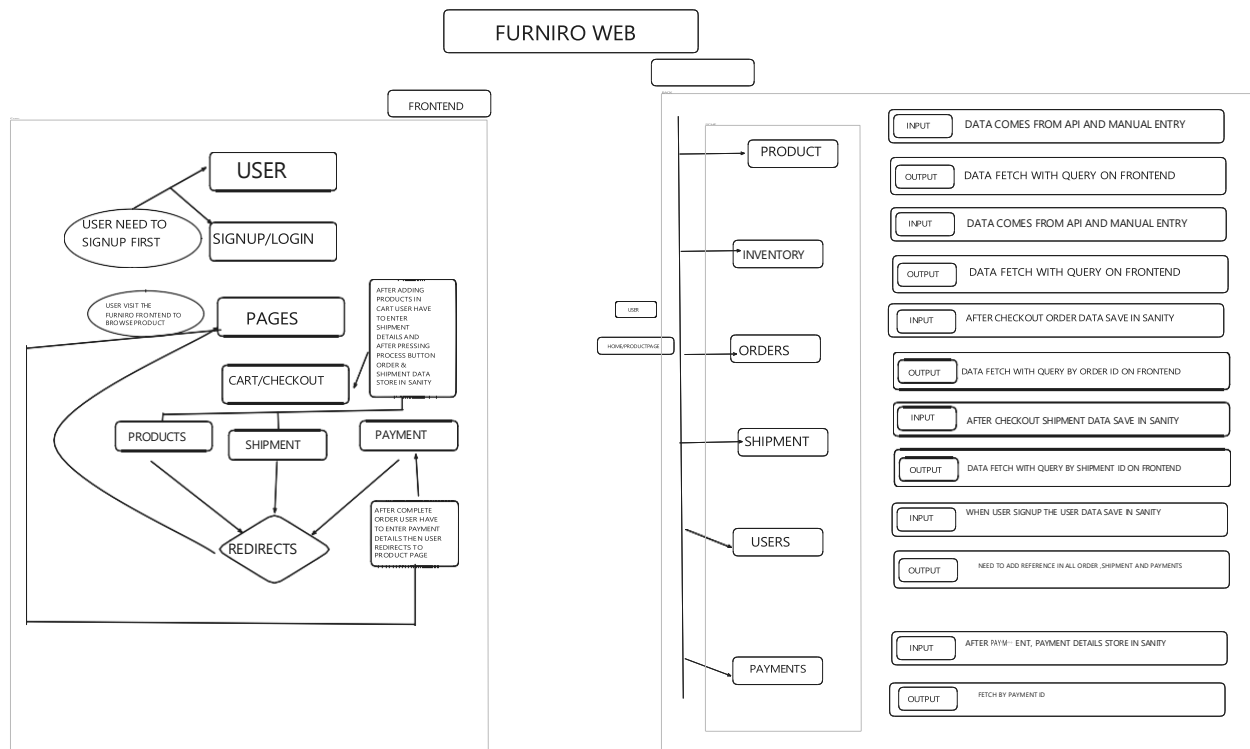 FURNIRO WEB
FRONTEND
USER
USER NEED TO
SIGNUP FIRST
SIGNUP/LOGIN
USER VISIT THE
FURNIRO FRONTEND TO
BROWSE PRODUCT
PAGES
AFTER ADDING
PRODUCTS IN
CART USER HAVE
TO ENTER
SHIPMENT
DETAILS AND
AFTER PRESSING
PROCESS BUTTON
ORDER &
SHIPMENT DATA
STORE IN SANITY
CART/CHECKOUT
PRODUCTS
SHIPMENT
PAYMENT
AFTER COMPLETE
ORDER USER HAVE
TO ENTER PAYMENT
DETAILS THEN USER
REDIRECTS TO
PRODUCT PAGE
REDIRECTS
USER
HOME/PRODUCTPAGE
PRODUCT
INVENTORY
ORDERS
SHIPMENT
USERS
PAYMENTS
INPUT DATA COMES FROM API AND MANUAL ENTRY
OUTPUT DATA FETCH WITH QUERY ON FRONTEND
INPUT DATA COMES FROM API AND MANUAL ENTRY
OUTPUT DATA FETCH WITH QUERY ON FRONTEND
INPUT AFTER CHECKOUT ORDER DATA SAVE IN SANITY
OUTPUT DATA FETCH WITH QUERY BY ORDER ID ON FRONTEND
INPUT AFTER CHECKOUT SHIPMENT DATA SAVE IN SANITY
OUTPUT DATA FETCH WITH QUERY BY SHIPMENT ID ON FRONTEND
INPUT WHEN USER SIGNUP THE USER DATA SAVE IN SANITY
OUTPUT NEED TO ADD REFERENCE IN ALL ORDER ,SHIPMENT AND PAYMENTS
INPUT AFTER ENT, PAYMENT DETAILS STORE IN SANITY
OUTPUT FETCH BY PAYMENT ID